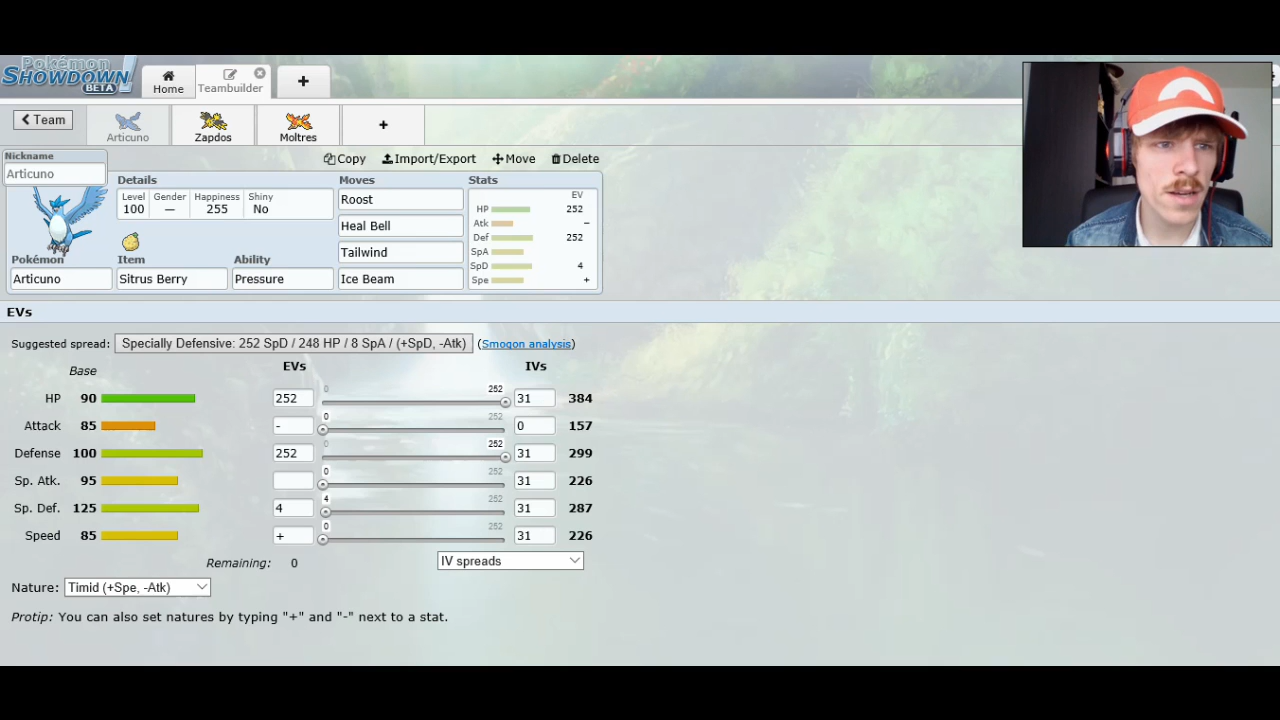 Pokémon
SHOWDOWN!
BETA
Home
Teambuilder
+
Team
Articuno
Zapdos
Moltres
+
Nickname
Articuno
Copy Import/Export Move Delete
Details
Level Gender Happiness Shiny
100 — 255 No
Moves
Roost
Heal Bell
Tailwind
Ice Beam
Stats
EV
HP 252
Atk −
Def 252
SpA
SpD 4
Spe +
Pokémon
Articuno
Item
Sitrus Berry
Ability
Pressure
EVs
Suggested spread: Specially Defensive: 252 SpD / 248 HP / 8 SpA / (+SpD, -Atk) (Smogon analysis)
Base EVs IVs
HP 90 252 0 252 31 384
Attack 85 - 0 252 0 157
Defense 100 252 0 252 31 299
Sp. Atk. 95 0 252 31 226
Sp. Def. 125 4 4 252 31 287
Speed 85 + 0 252 31 226
Remaining: 0 IV spreads
Nature: Timid (+Spe, -Atk)
Protip: You can also set natures by typing "+" and "-" next to a stat.